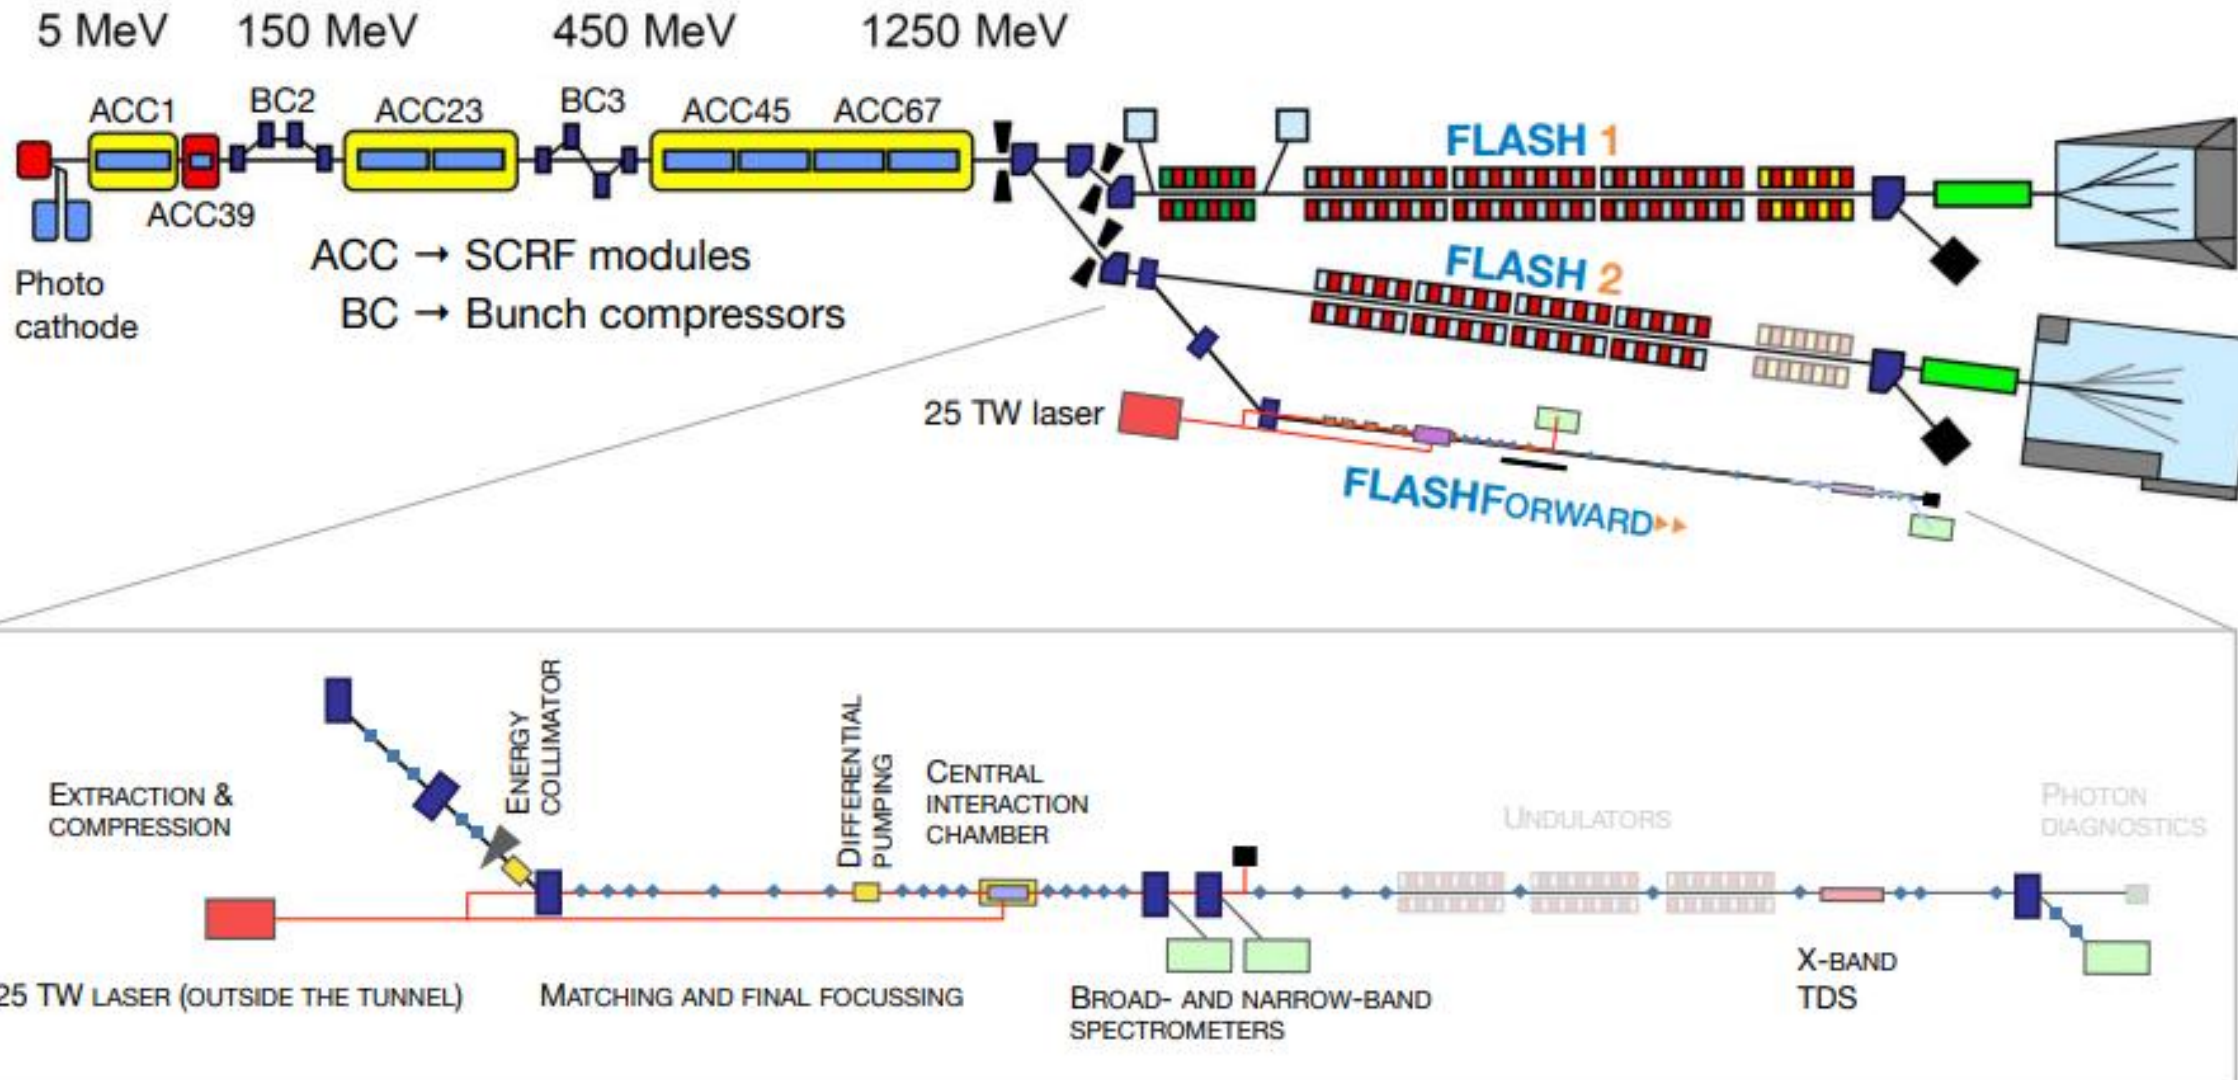 5 MeV 150 MeV 450 MeV 1250 MeV
ACC1 BC2 ACC23 BC3 ACC45 ACC67
ACC39
Photo
cathode
ACC → SCRF modules
BC → Bunch compressors
FLASH 1
FLASH 2
25 TW laser
FLASHFORWARD
EXTRACTION &
COMPRESSION
ENERGY
COLLIMATOR
DIFFERENTIAL
PUMPING
CENTRAL
INTERACTION
CHAMBER
UNDULATORS
PHOTON
DIAGNOSTICS
25 TW LASER (OUTSIDE THE TUNNEL)
MATCHING AND FINAL FOCUSSING
BROAD- AND NARROW-BAND
SPECTROMETERS
X-BAND
TDS